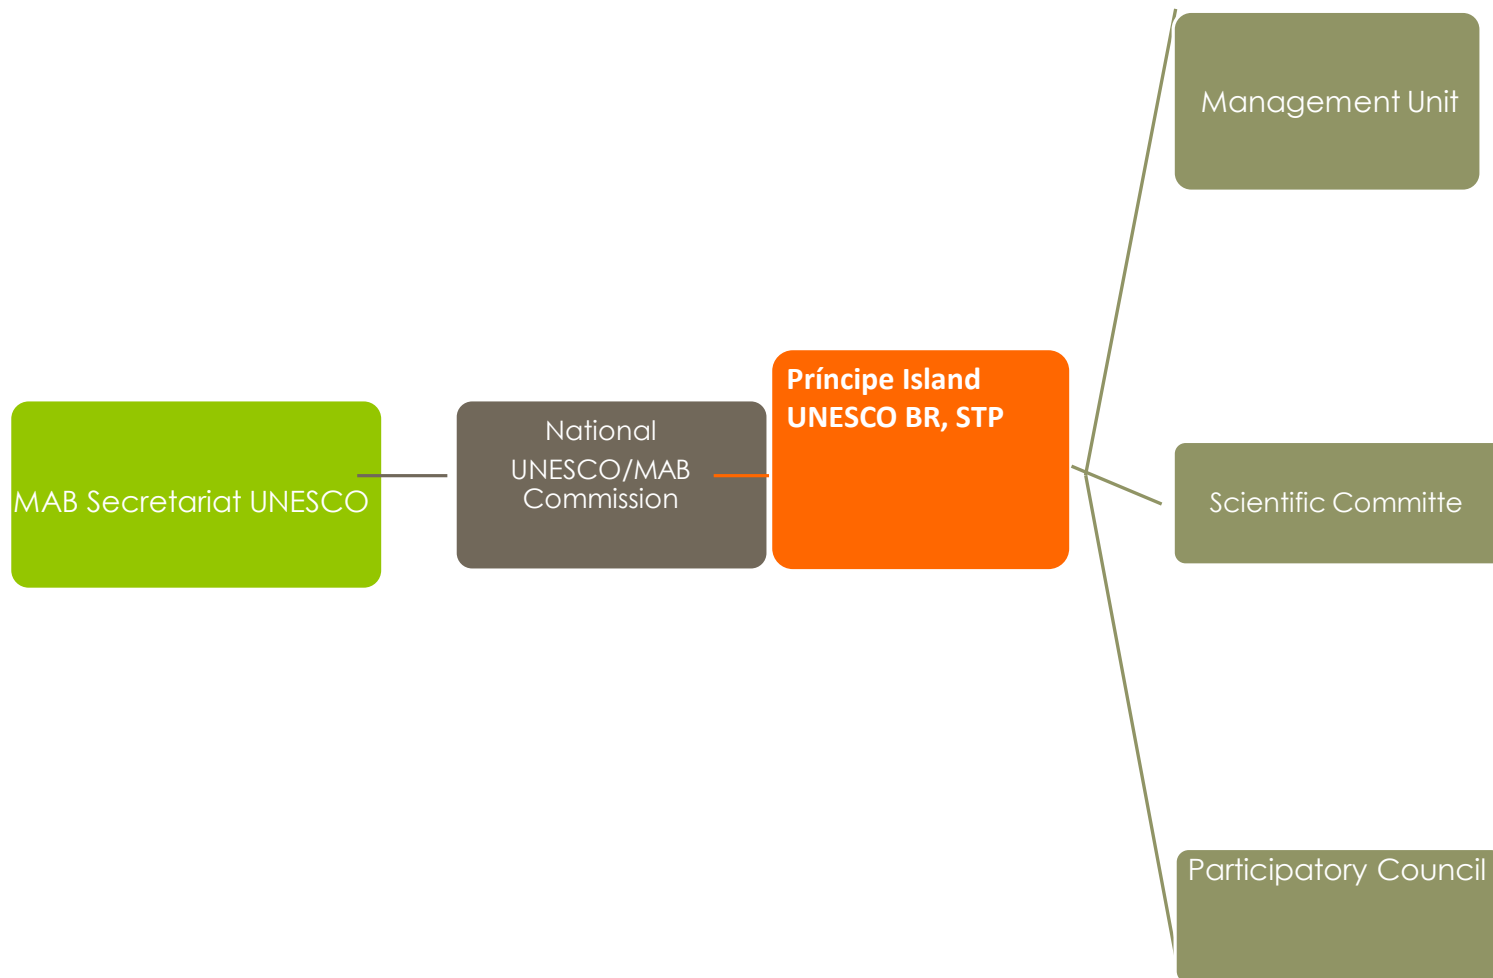 Management Unit
Príncipe Island
UNESCO BR, STP
National
UNESCO/MAB
Commission
MAB Secretariat UNESCO
Scientific Committe
Participatory Council